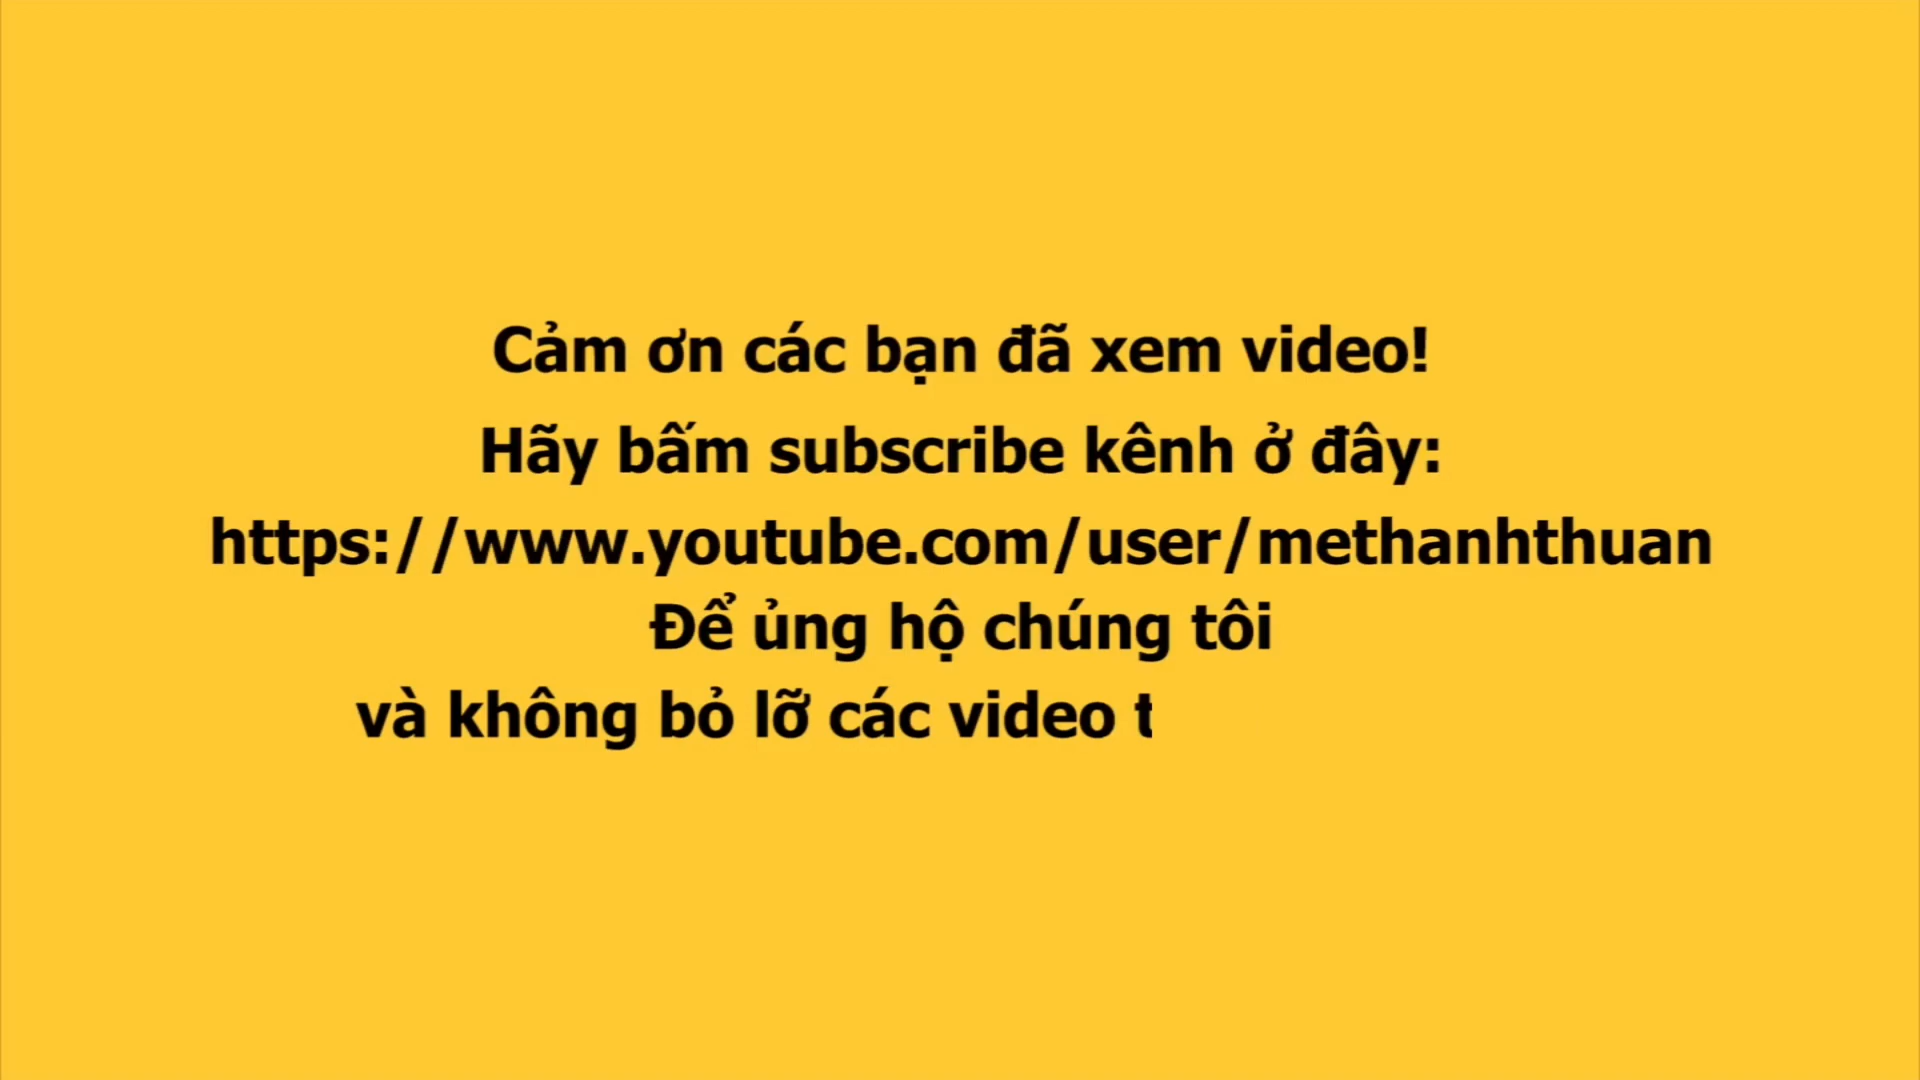 Cảm ơn các bạn đã xem video!
Hãy bấm subscribe kênh ở đây:
https://www.youtube.com/user/methanhthuan
Để ủng hộ chúng tôi
và không bỏ lỡ các video t